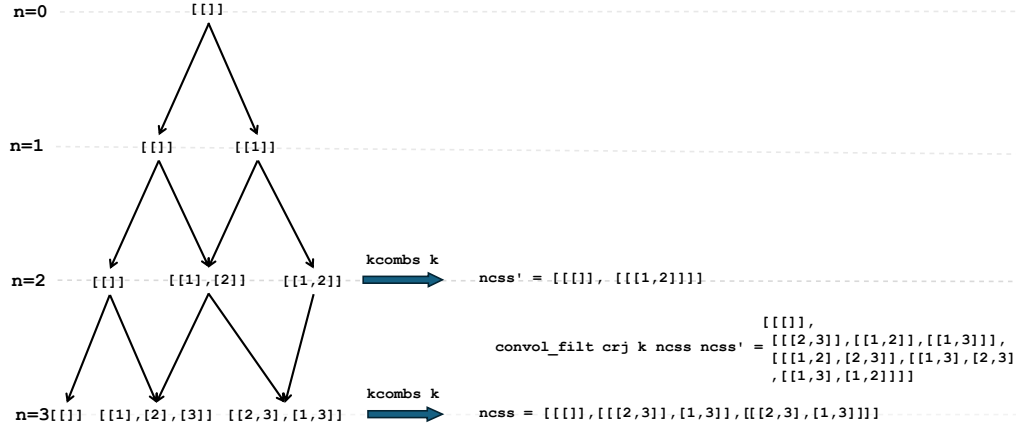 n=0 [[]]
n=1 [[]] [[1]]
kcombs k
n=2 [[]] [[1],[2]] [[1,2]] ncss' = [[[]], [[[1,2]]]]
[[[]],
convol_filt crj k ncss ncss' = [[[2,3]],[[1,2]],[[1,3]]],
[[[1,2],[2,3]],[[1,3],[2,3]
,[[1,3],[1,2]]]]
kcombs k
n=3[[]] [[1],[2],[3]] [[2,3],[1,3]] ncss = [[[]],[[[2,3]],[1,3]],[[[2,3],[1,3]]]]